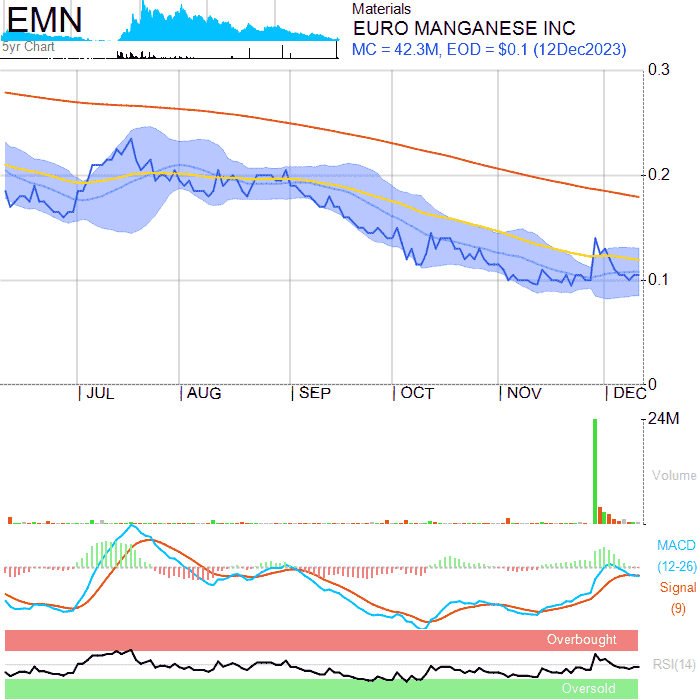 EMN
5yr Chart
Materials
EURO MANGANESE INC
MC = 42.3M, EOD = $0.1 (12Dec2023)
0.3
0.2
0.1
0
JUL
AUG
SEP
OCT
NOV
DEC
24M
Volume
MACD
(12-26)
Signal
(9)
Overbought
RSI(14)
Oversold